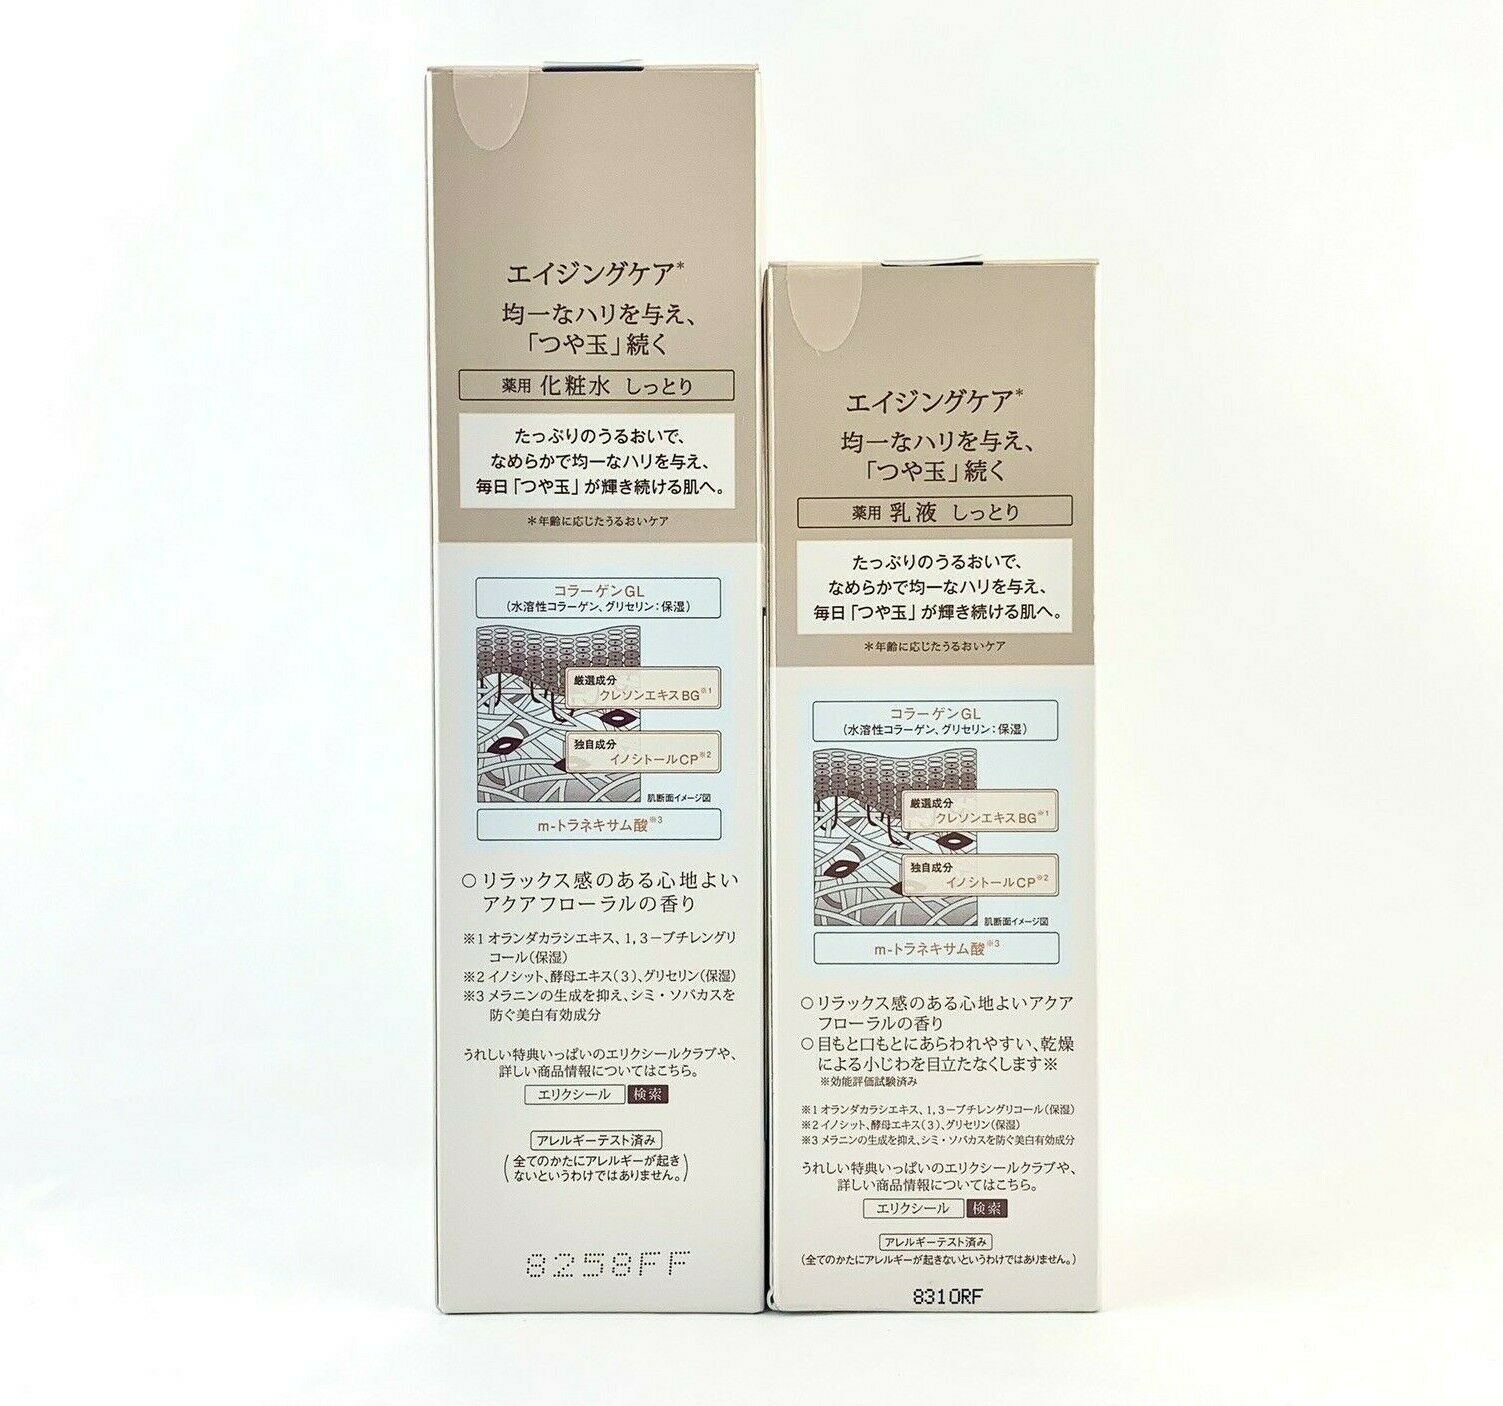 エイジングケア*
均一なハリを与え、
「つや玉」続く
薬用 化粧水 しっとり
たっぷりのうるおいで、
なめらかで均一なハリを与え、
毎日「つや玉」が輝き続ける肌へ。
＊年齢に応じたうるおいケア
コラーゲンGL
(水溶性コラーゲン、グリセリン：保湿)
厳選成分
クレソンエキスBG※1
独自成分
イノシトールCP※2
肌断面イメージ図
m-トラネキサム酸※3
○リラックス感のある心地よい
アクアフローラルの香り
※1 オランダカラシエキス、1,3－ブチレングリ
コール(保湿)
※2 イノシット、酵母エキス(3)、グリセリン(保湿)
※3 メラニンの生成を抑え、シミ・ソバカスを
防ぐ美白有効成分
うれしい特典いっぱいのエリクシールクラブや、
詳しい商品情報についてはこちら。
エリクシール 検索
アレルギーテスト済み
(全てのかたにアレルギーが起き
ないというわけではありません。)
8258FF
エイジングケア*
均一なハリを与え、
「つや玉」続く
薬用 乳液 しっとり
たっぷりのうるおいで、
なめらかで均一なハリを与え、
毎日「つや玉」が輝き続ける肌へ。
＊年齢に応じたうるおいケア
コラーゲンGL
(水溶性コラーゲン、グリセリン：保湿)
厳選成分
クレソンエキスBG※1
独自成分
イノシトールCP※2
肌断面イメージ図
m-トラネキサム酸※3
○リラックス感のある心地よいアクア
フローラルの香り
○目もと口もとにあらわれやすい、乾燥
による小じわを目立たなくします※
※効能評価試験済み
※1 オランダカラシエキス、1,3－ブチレングリコール(保湿)
※2 イノシット、酵母エキス(3)、グリセリン(保湿)
※3 メラニンの生成を抑え、シミ・ソバカスを防ぐ美白有効成分
うれしい特典いっぱいのエリクシールクラブや、
詳しい商品情報についてはこちら。
エリクシール 検索
アレルギーテスト済み
(全てのかたにアレルギーが起きないというわけではありません。)
8310RF